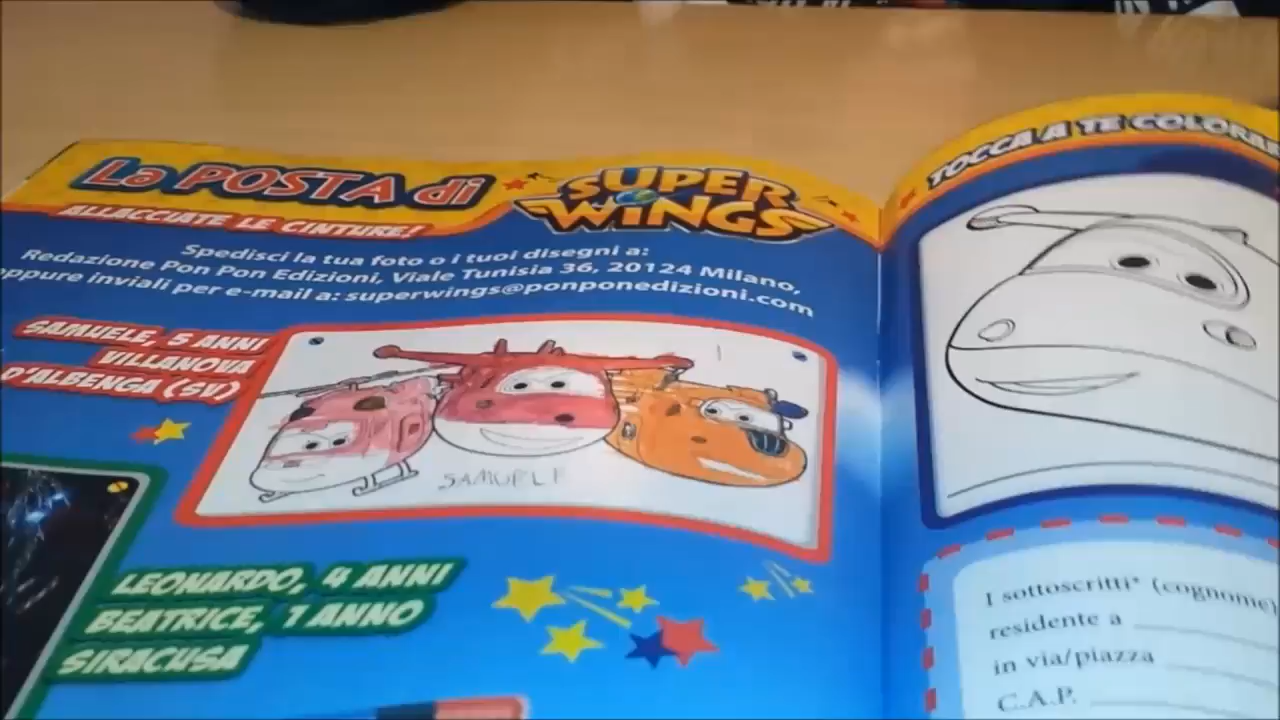 La POSTA di
SUPER
WINGS
ALLACCIATE LE CINTURE!
Spedisci la tua foto o i tuoi disegni a:
Redazione Pon Pon Edizioni, Viale Tunisia 36, 20124 Milano,
oppure inviali per e-mail a: superwings@ponponedizioni.com
SAMUELE, 5 ANNI
VILLANOVA
D'ALBENGA (SV)
SAMUELE
LEONARDO, 4 ANNI
BEATRICE, 1 ANNO
SIRACUSA
TOCCA A TE COLORAR
I sottoscritti* (cognome)
residente a
in via/piazza
C.A.P.